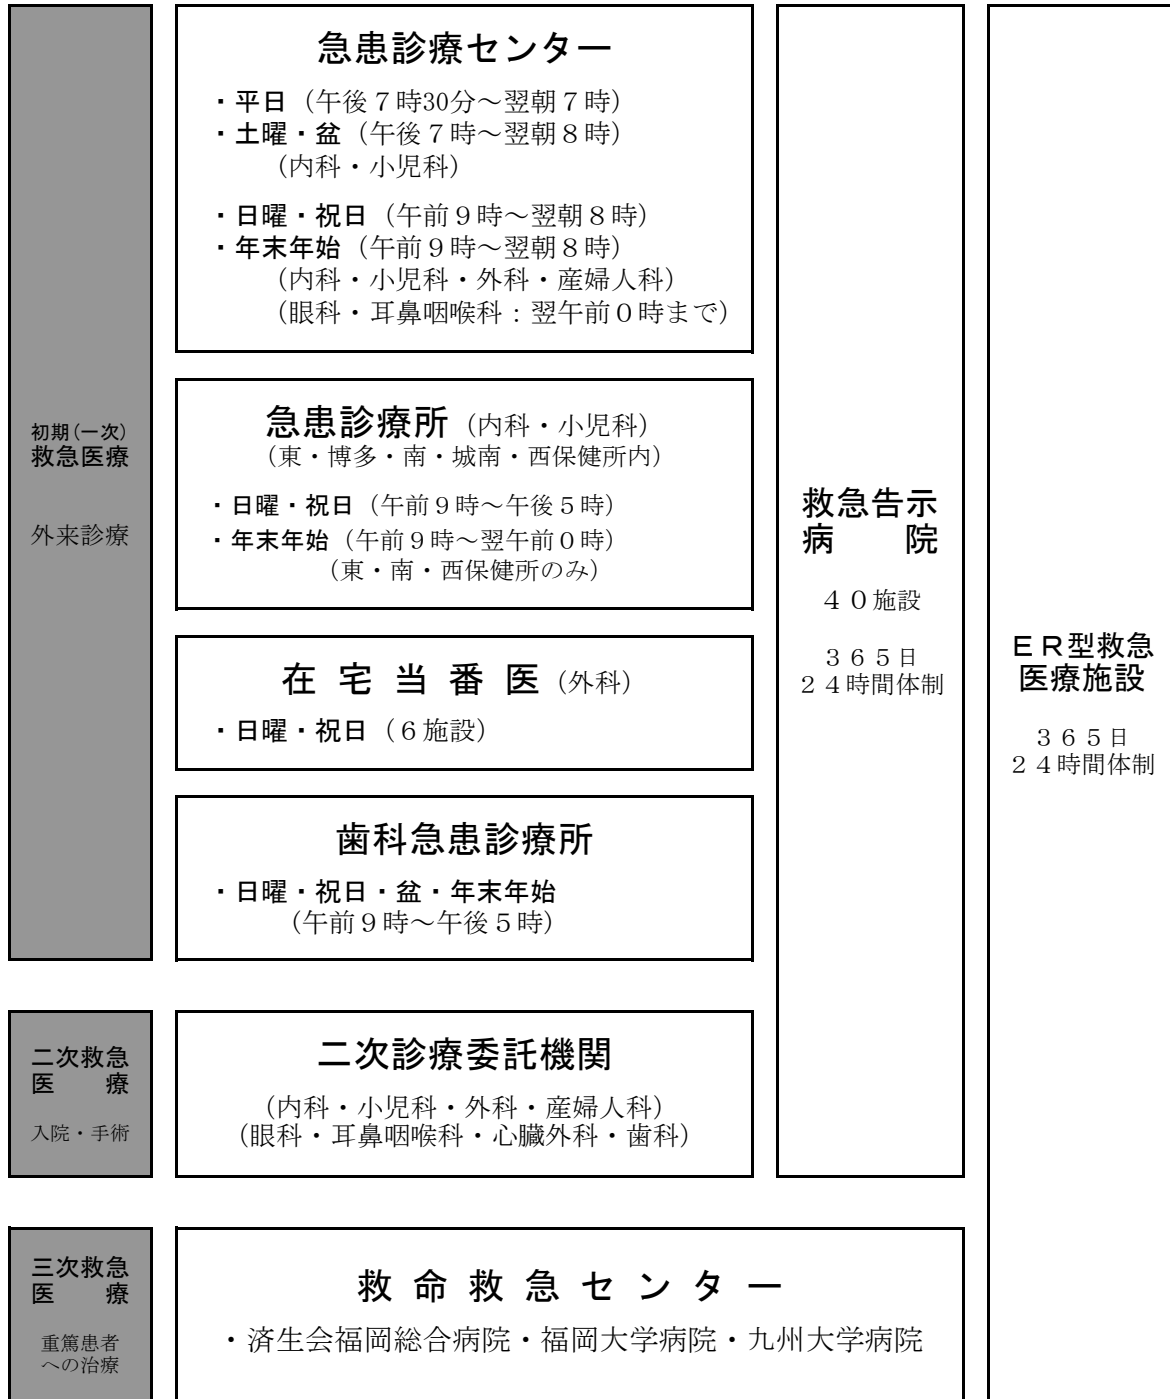 急患診療センター
・平日（午後７時30分～翌朝７時）
・土曜・盆（午後７時～翌朝８時）
（内科・小児科）
・日曜・祝日（午前９時～翌朝８時）
・年末年始（午前９時～翌朝８時）
（内科・小児科・外科・産婦人科）
（眼科・耳鼻咽喉科：翌午前０時まで）
初期(一次)
救急医療
外来診療
急患診療所（内科・小児科）
（東・博多・南・城南・西保健所内）
・日曜・祝日（午前９時～午後５時）
・年末年始（午前９時～翌午前０時）
（東・南・西保健所のみ）
在宅当番医（外科）
・日曜・祝日（６施設）
歯科急患診療所
・日曜・祝日・盆・年末年始
（午前９時～午後５時）
救急告示
病　　院
４０施設
３６５日
２４時間体制
ＥＲ型救急
医療施設
３６５日
２４時間体制
二次救急
医　　療
入院・手術
二次診療委託機関
（内科・小児科・外科・産婦人科）
（眼科・耳鼻咽喉科・心臓外科・歯科）
三次救急
医　　療
重篤患者
への治療
救命救急センター
・済生会福岡総合病院・福岡大学病院・九州大学病院